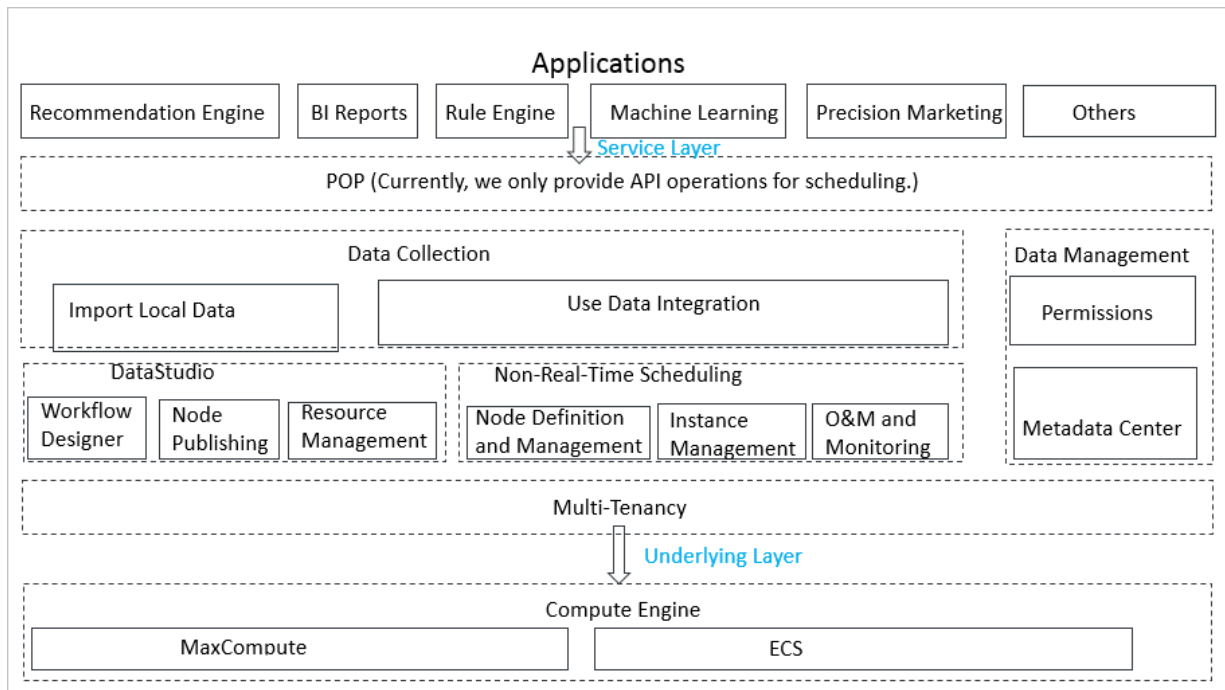 Applications
Recommendation Engine
BI Reports
Rule Engine
Machine Learning
Precision Marketing
Others
Service Layer
POP (Currently, we only provide API operations for scheduling.)
Data Collection
Import Local Data
Use Data Integration
Data Management
Permissions
Metadata Center
DataStudio
Workflow
Designer
Node
Publishing
Resource
Management
Non-Real-Time Scheduling
Node Definition
and Management
Instance
Management
O&M and
Monitoring
Multi-Tenancy
Underlying Layer
Compute Engine
MaxCompute
ECS